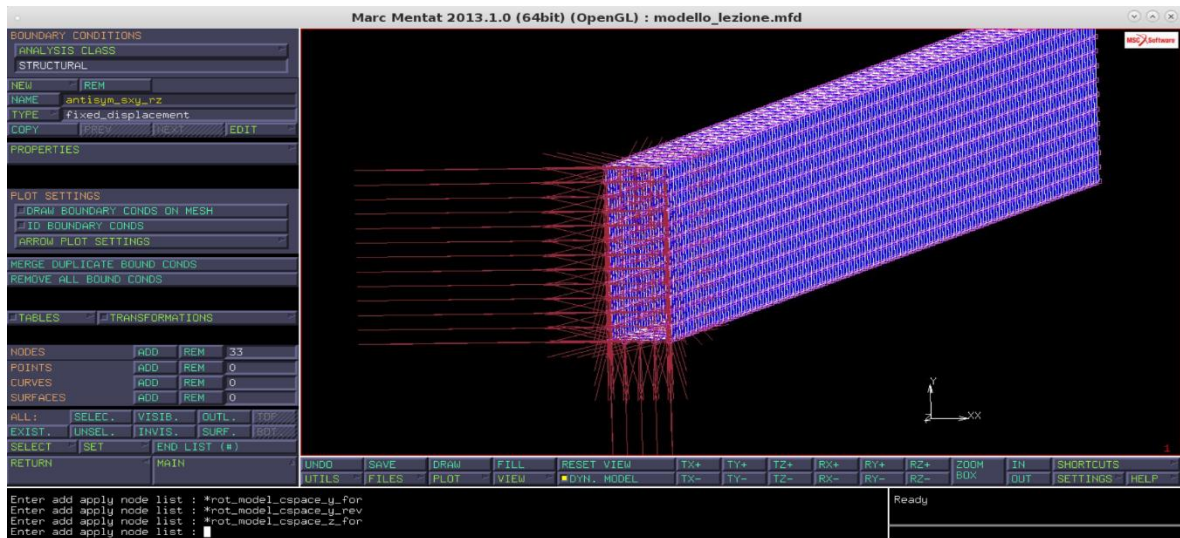 Marc Mentat 2013.1.0 (64bit) (OpenGL) : modello_lezione.mfd
BOUNDARY CONDITIONS
ANALYSIS CLASS
STRUCTURAL
NEW REM
NAME antisym_sxy_rz
TYPE fixed_displacement
COPY PREV NEXT EDIT
PROPERTIES
PLOT SETTINGS
DRAW BOUNDARY CONDS ON MESH
ID BOUNDARY CONDS
ARROW PLOT SETTINGS
MERGE DUPLICATE BOUND CONDS
REMOVE ALL BOUND CONDS
TABLES TRANSFORMATIONS
NODES ADD REM 33
POINTS ADD REM 0
CURVES ADD REM 0
SURFACES ADD REM 0
ALL: SELEC. VISIB. OUTL. TOP
EXIST. UNSEL. INVIS. SURF. BOT.
SELECT SET END LIST (#)
RETURN MAIN
MSC Software
Y
Z XX
1
UNDO SAVE DRAW FILL RESET VIEW TX+ TY+ TZ+ RX+ RY+ RZ+ ZOOM BOX IN SHORTCUTS
UTILS FILES PLOT VIEW DYN. MODEL TX- TY- TZ- RX- RY- RZ- OUT SETTINGS HELP
Enter add apply node list : *rot_model_cspace_y_for
Enter add apply node list : *rot_model_cspace_y_rev
Enter add apply node list : *rot_model_cspace_z_for
Enter add apply node list :
Ready